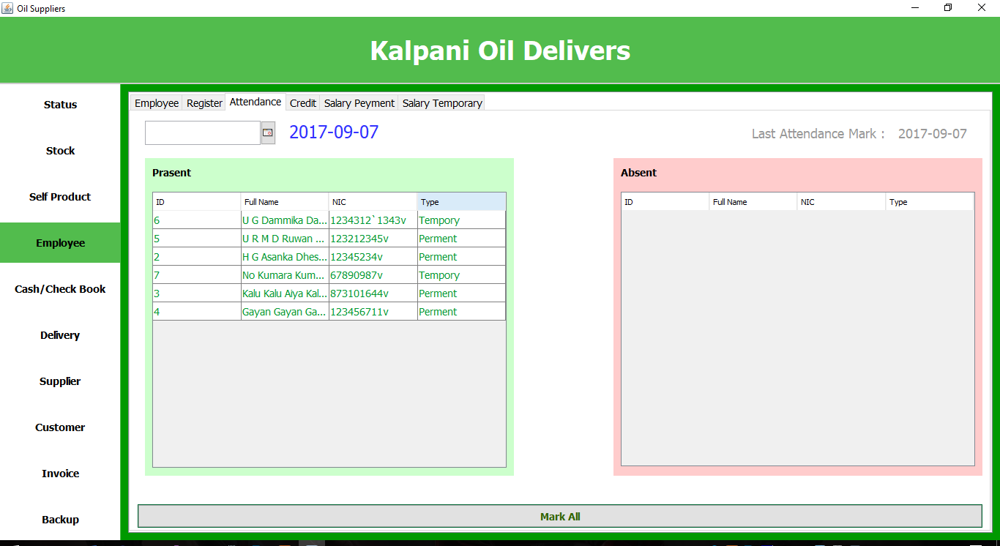 Oil Suppliers
Kalpani Oil Delivers
Status
Stock
Self Product
Employee
Cash/Check Book
Delivery
Supplier
Customer
Invoice
Backup
Employee Register Attendance Credit Salary Peyment Salary Temporary
2017-09-07 Last Attendance Mark : 2017-09-07
Prasent
ID Full Name NIC Type
6 U G Dammika Da... 1234312`1343v Tempory
5 U R M D Ruwan ... 123212345v Perment
2 H G Asanka Dhes... 12345234v Perment
7 No Kumara Kum... 67890987v Tempory
3 Kalu Kalu Aiya Kal... 873101644v Perment
4 Gayan Gayan Ga... 123456711v Perment
Absent
ID Full Name NIC Type
Mark All